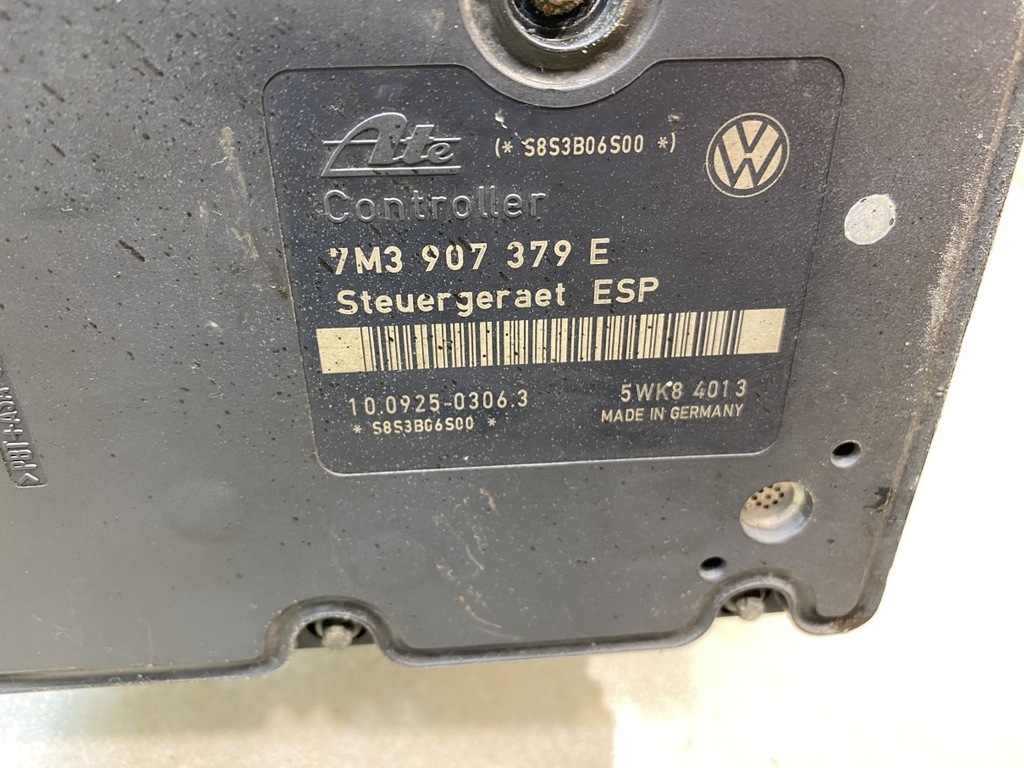 Ate (* S8S3B06S00 *)
Controller
7M3 907 379 E
Steuergeraet ESP
10.0925-0306.3
5WK8 4013
* S8S3B06S00 *
MADE IN GERMANY